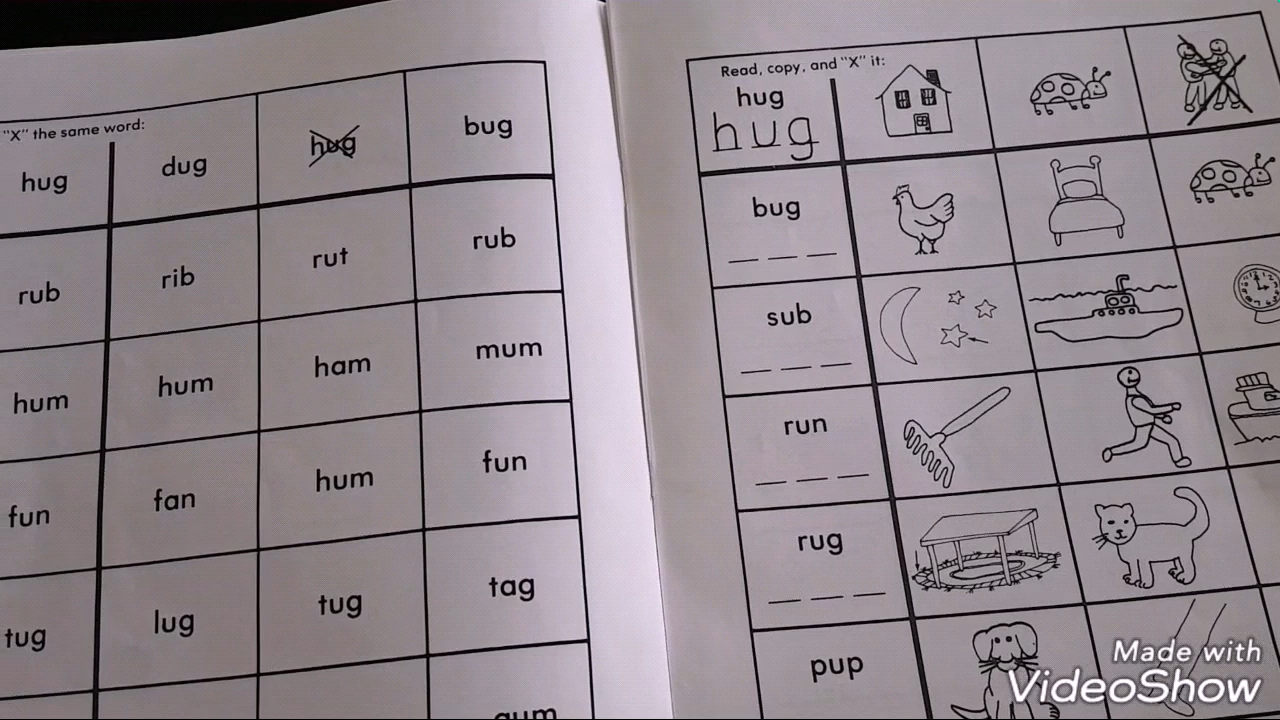 "X" the same word:
hug dug hug bug
rub rib rut rub
hum hum ham mum
fun fan hum fun
tug lug tug tag
gum
Read, copy, and "X" it:
hug
hug
bug
sub
run
rug
pup
Made with
VideoShow